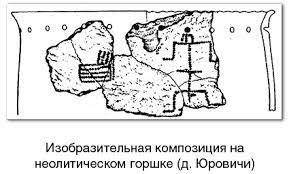 Изобразительная композиция на
неолитическом горшке (д. Юровичи)